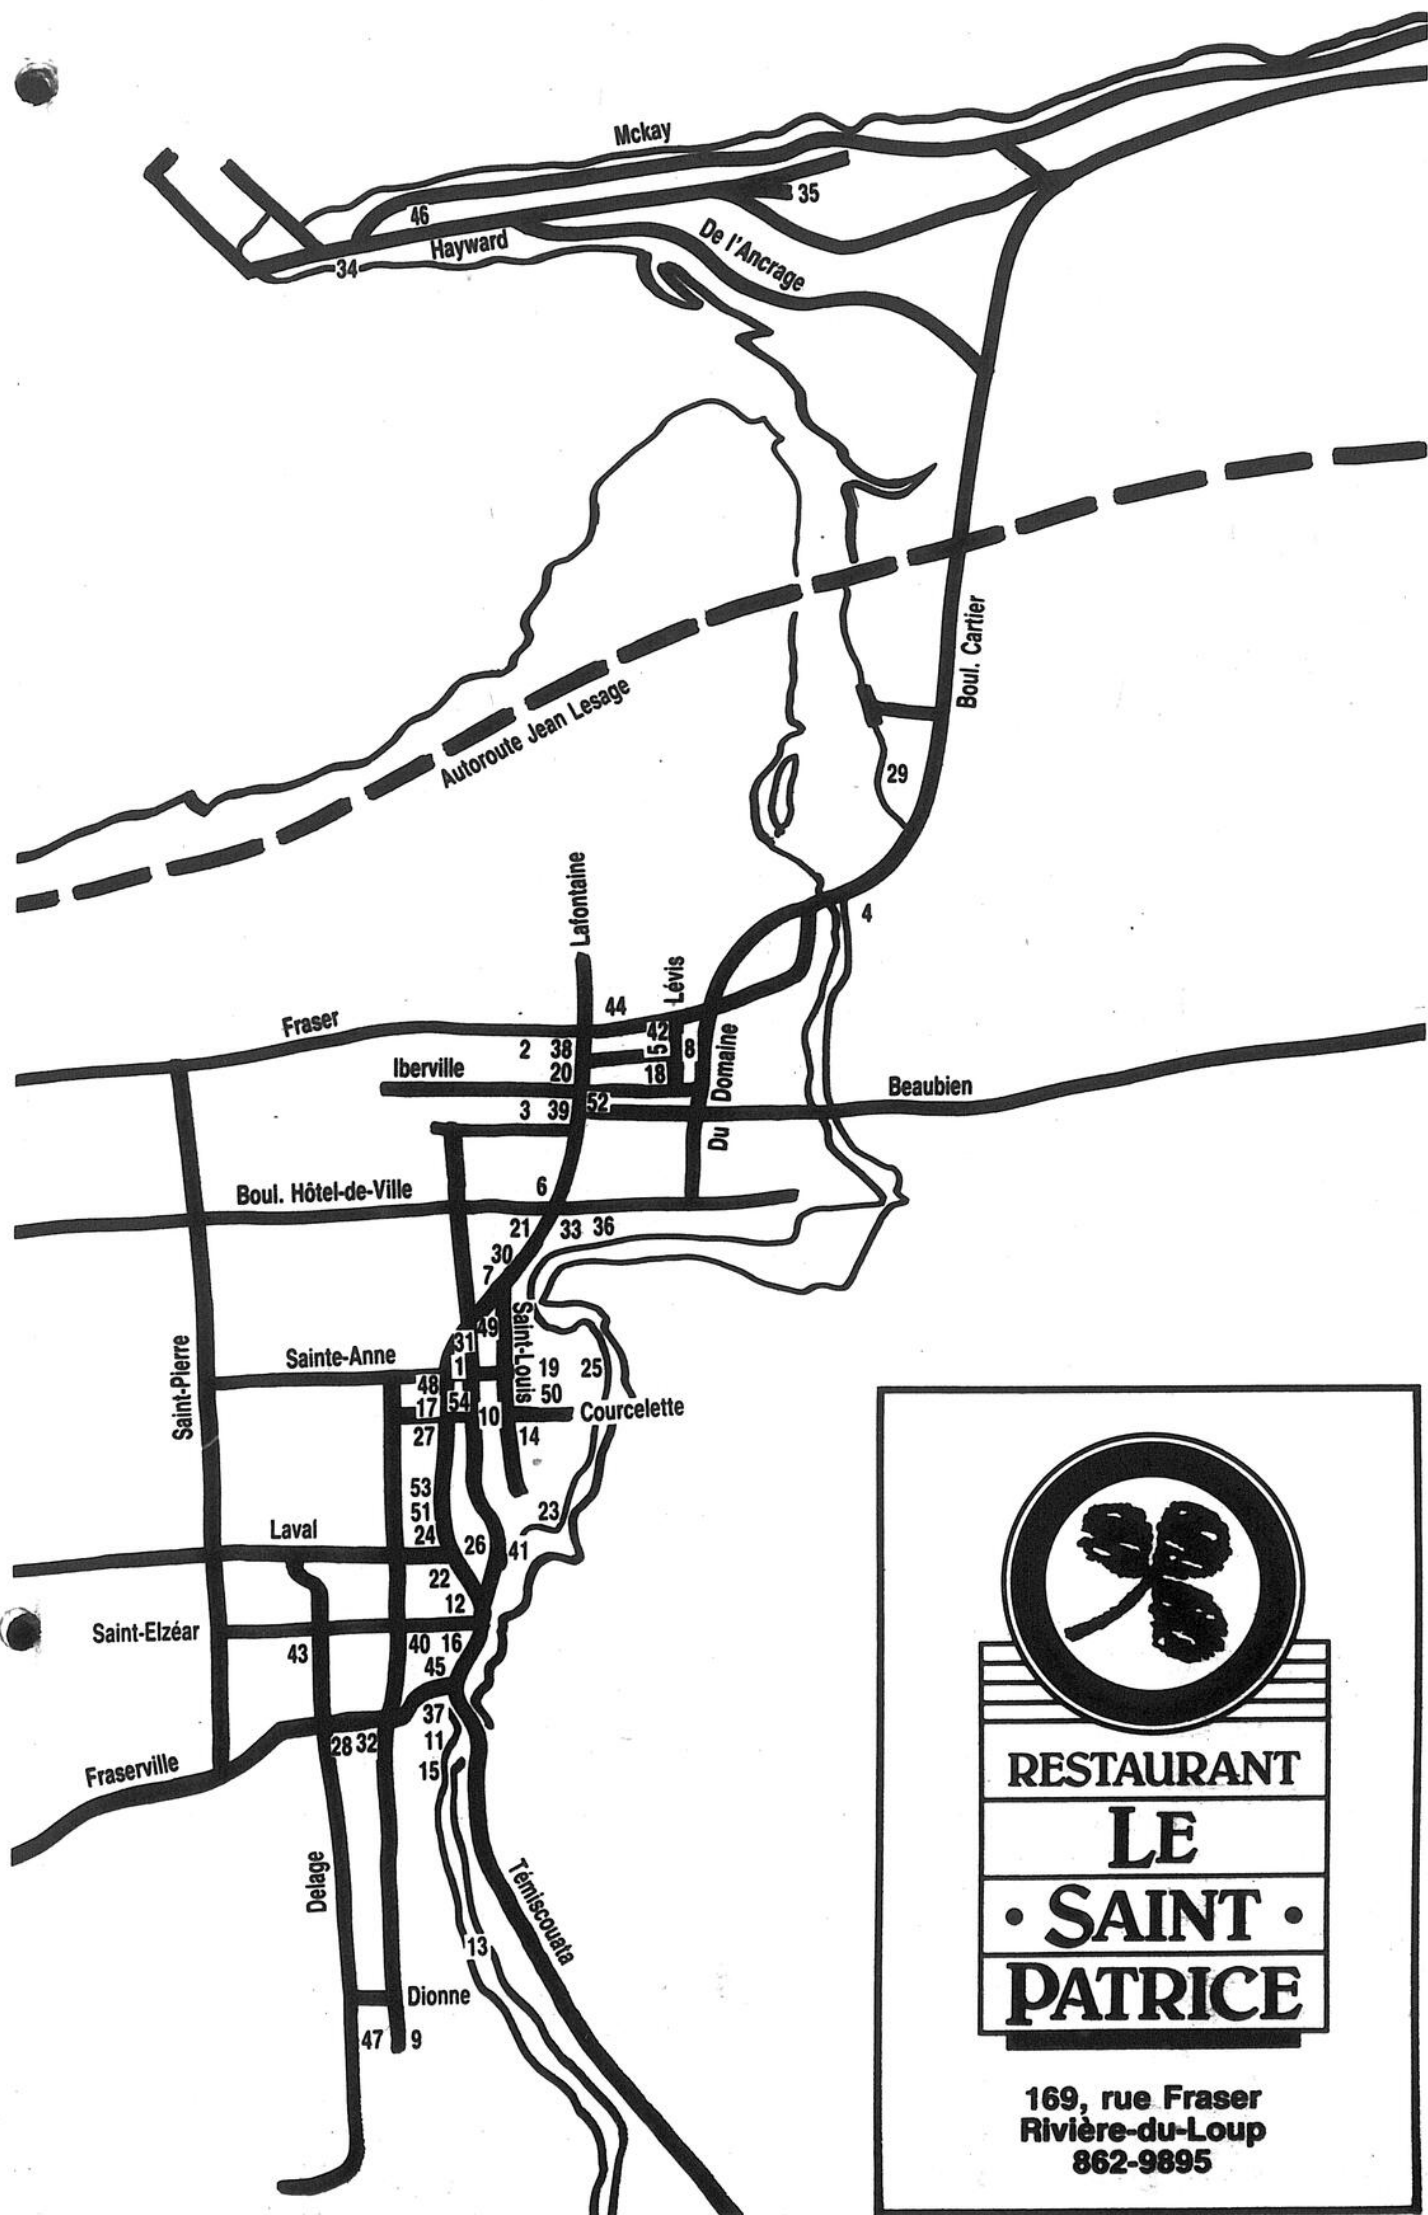 Mckay
35
46
De l'Ancrage
Hayward
34
Boul. Cartier
Autoroute Jean Lesage
29
Lafontaine
4
Lévis
44
Fraser
42
2 38 5 8
Iberville
20 18
Du Domaine
Beaubien
3 39 52
Boul. Hôtel-de-Ville
6
21 33 36
30
7
Saint-Louis
49
31
Saint-Pierre
Sainte-Anne
1 19 25
48 50
17 54 10 Courcelette
27 14
53
51 23
Laval
24 26 41
22
12
Saint-Elzéar
43 40 16
45
37
28 32 11
Fraserville
15
Delage
Témiscouata
13
Dionne
47 9
RESTAURANT
LE
• SAINT •
PATRICE
169, rue Fraser
Rivière-du-Loup
862-9895